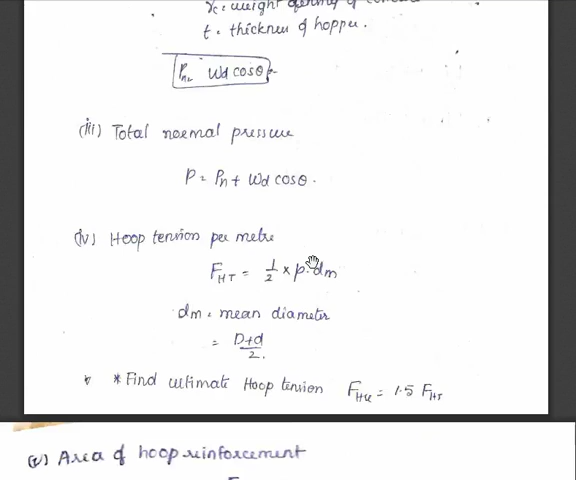 t = thickness of hopper.
Pn2 = Wd cosθ
(iii) Total normal pressure
P = Pn + Wd cosθ.
(iv) Hoop tension per metre
FHT = 1/2 × p. dm
dm = mean diameter
= D+d/2.
* Find ultimate Hoop tension FHu = 1.5 FHT
(v) Area of hoop reinforcement